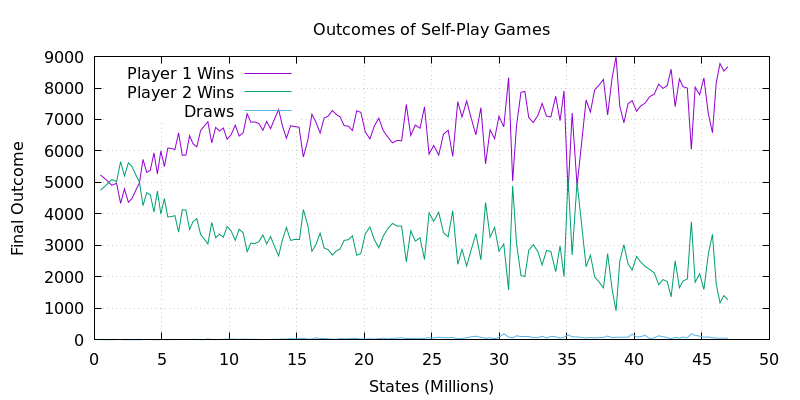 Outcomes of Self-Play Games
Player 1 Wins
Player 2 Wins
Draws
Final Outcome
9000
8000
7000
6000
5000
4000
3000
2000
1000
0
0 5 10 15 20 25 30 35 40 45 50
States (Millions)